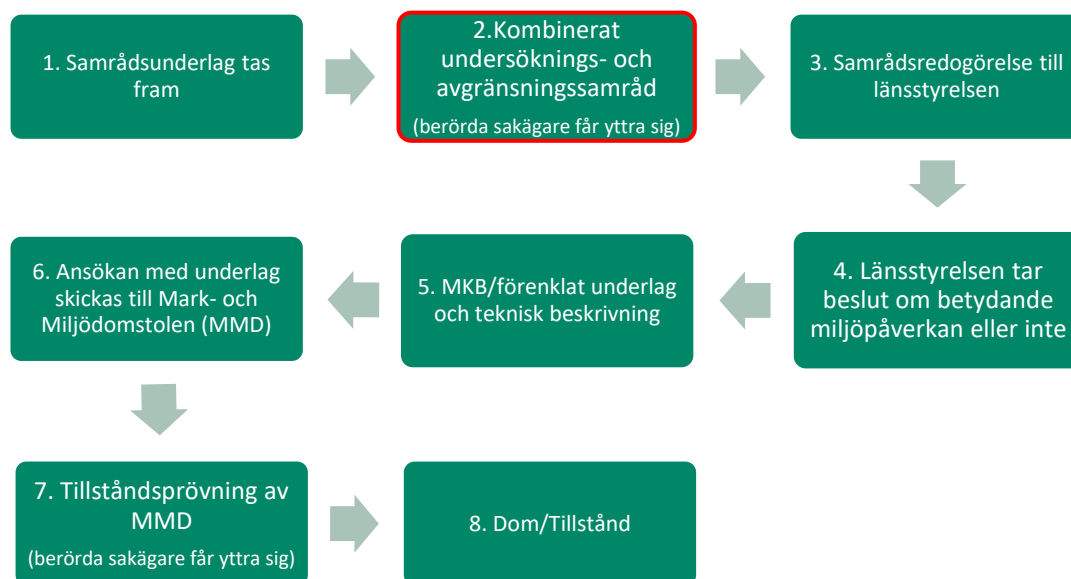 1. Samrådsunderlag tas
fram
2.Kombinerat
undersöknings- och
avgränsningssamråd
(berörda sakägare får yttra sig)
3. Samrådsredogörelse till
länsstyrelsen
4. Länsstyrelsen tar
beslut om betydande
miljöpåverkan eller inte
5. MKB/förenklat underlag
och teknisk beskrivning
6. Ansökan med underlag
skickas till Mark- och
Miljödomstolen (MMD)
7. Tillståndsprövning av
MMD
(berörda sakägare får yttra sig)
8. Dom/Tillstånd